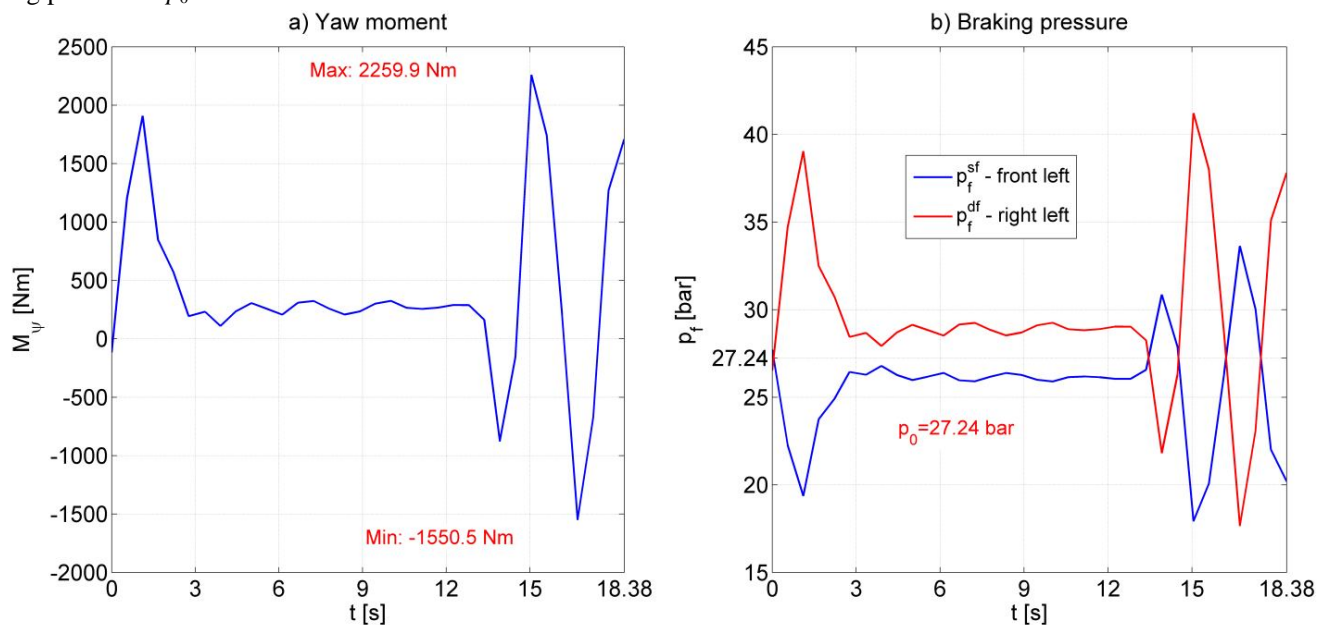 ng p
a) Yaw moment
2500
2000
1500
1000
500
0
-500
-1000
-1500
-2000
M_ψ [Nm]
Max: 2259.9 Nm
Min: -1550.5 Nm
0 3 6 9 12 15 18.38
t [s]
b) Braking pressure
45
40
35
30
27.24
25
20
15
p_f [bar]
p_f^sf - front left
p_f^df - right left
p_0=27.24 bar
0 3 6 9 12 15 18.38
t [s]